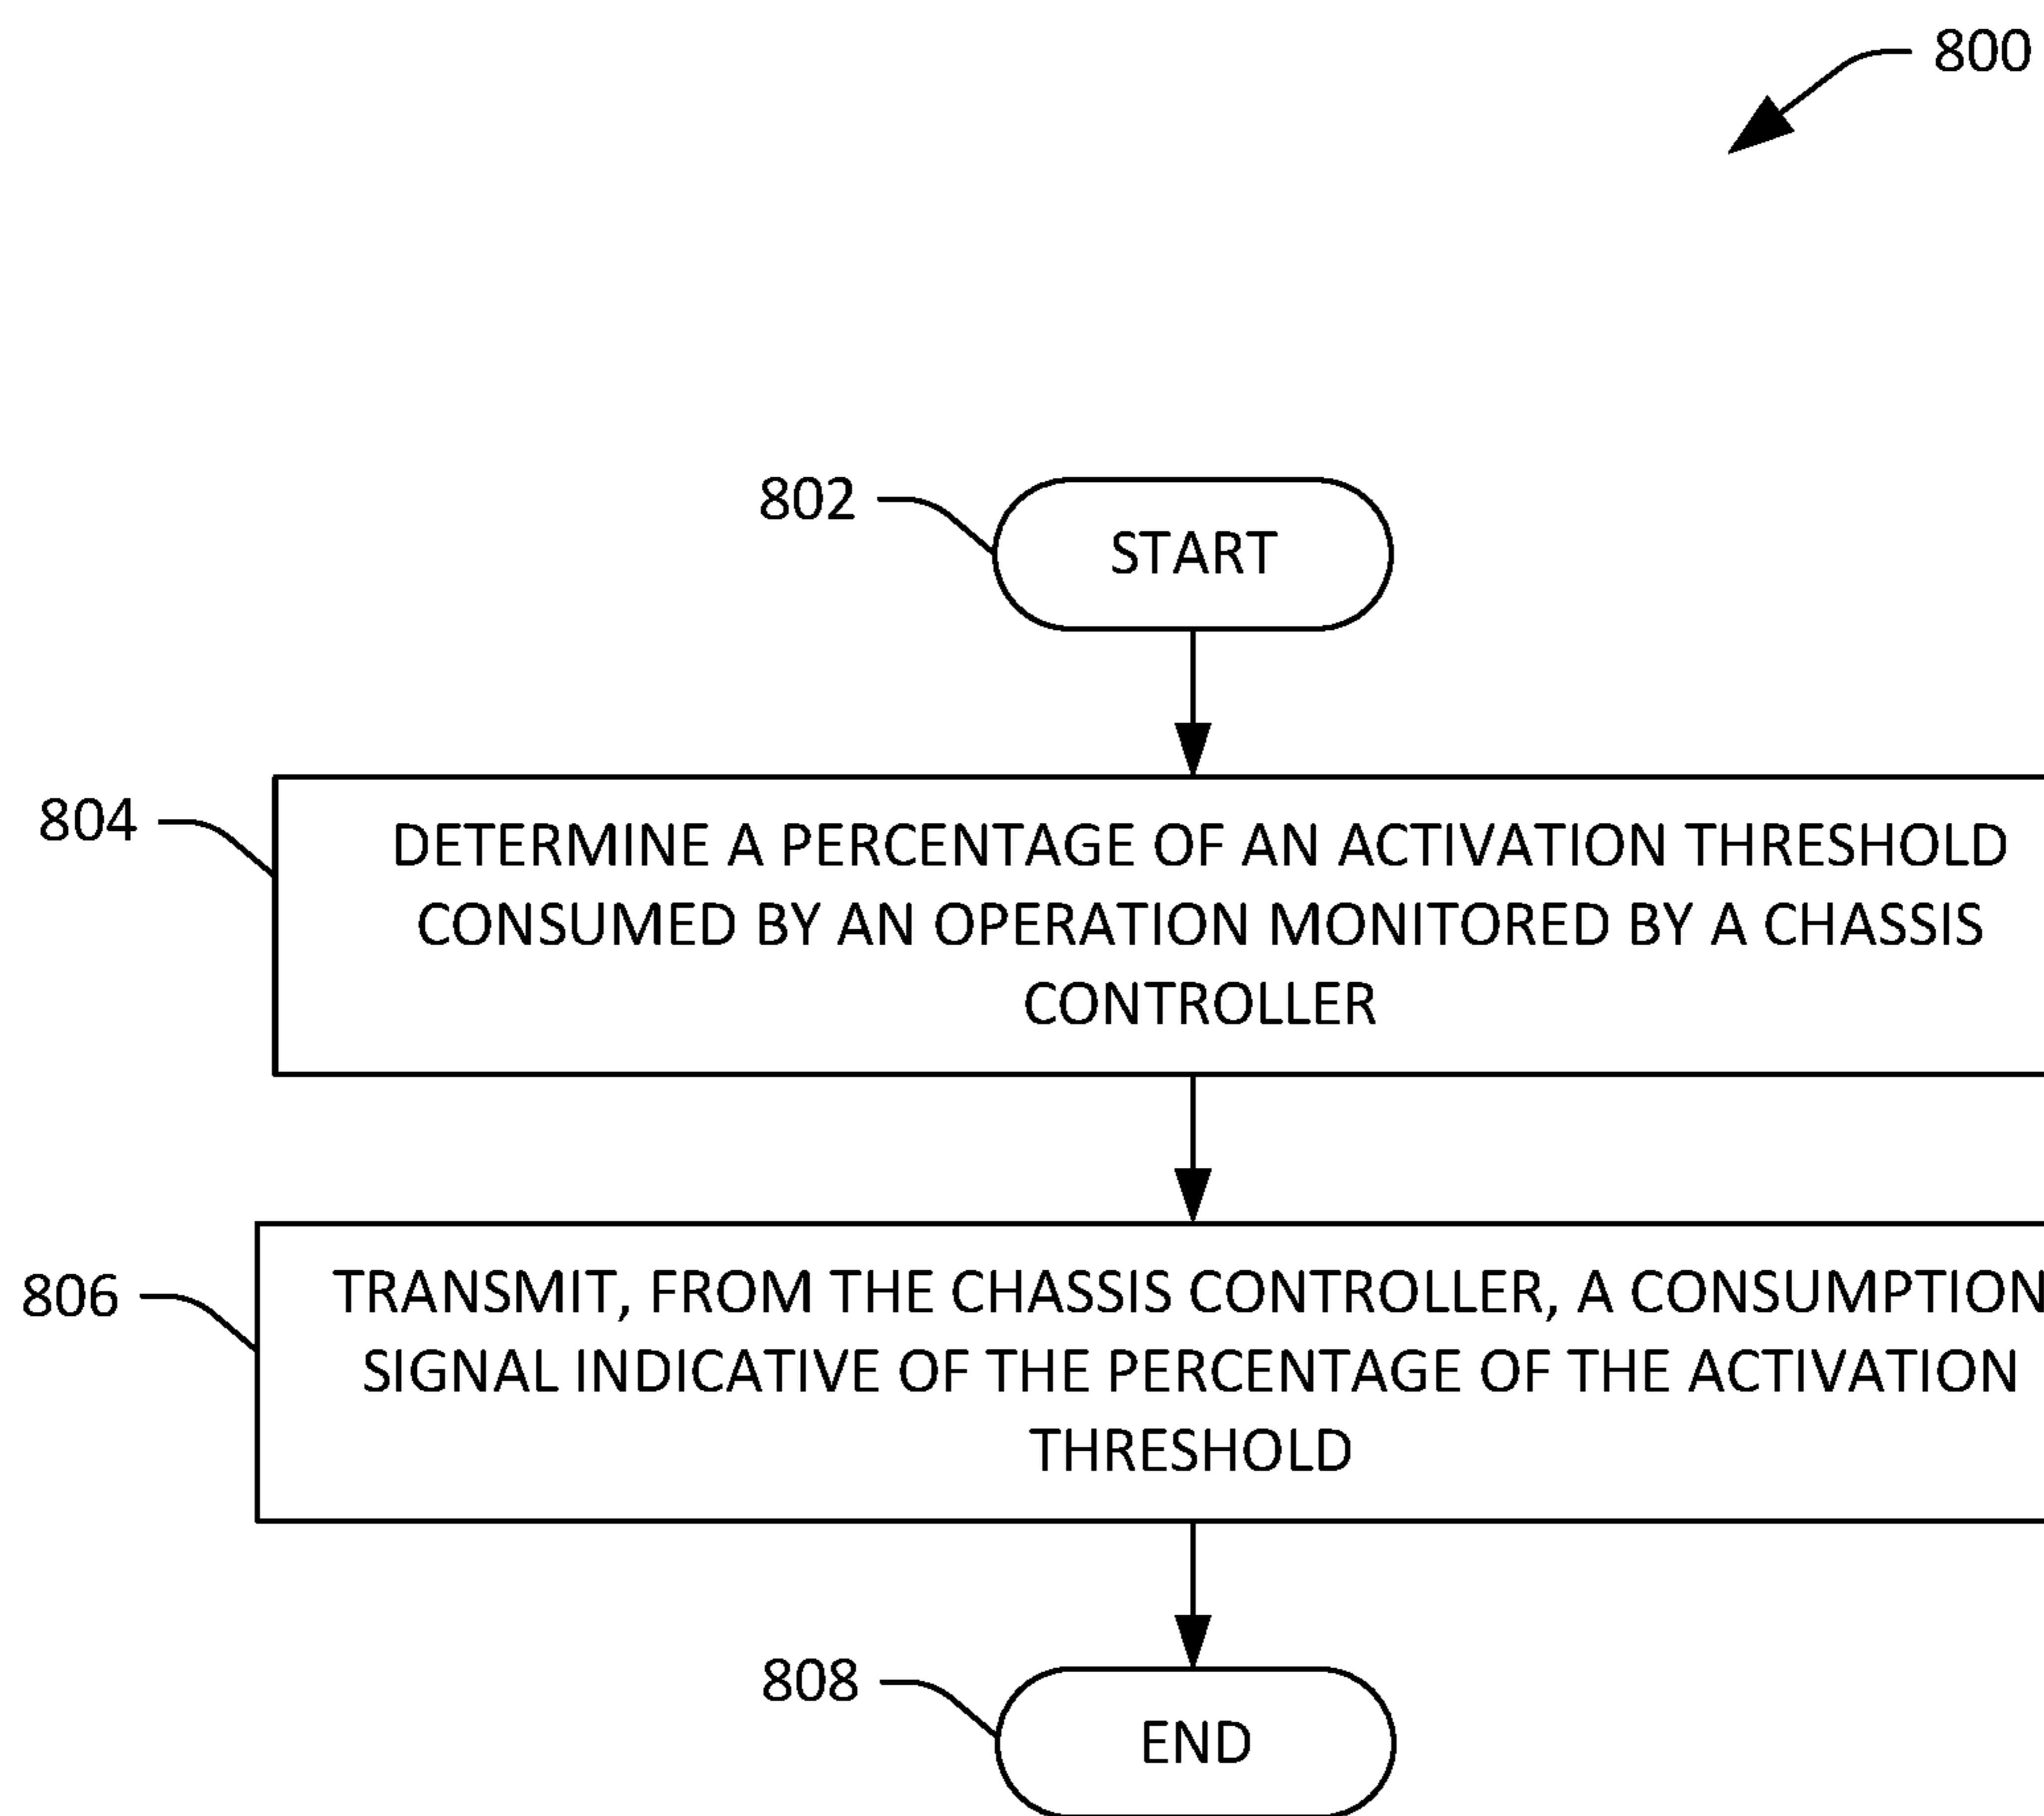 800
802
START
804
DETERMINE A PERCENTAGE OF AN ACTIVATION THRESHOLD
CONSUMED BY AN OPERATION MONITORED BY A CHASSIS
CONTROLLER
806
TRANSMIT, FROM THE CHASSIS CONTROLLER, A CONSUMPTION
SIGNAL INDICATIVE OF THE PERCENTAGE OF THE ACTIVATION
THRESHOLD
808
END